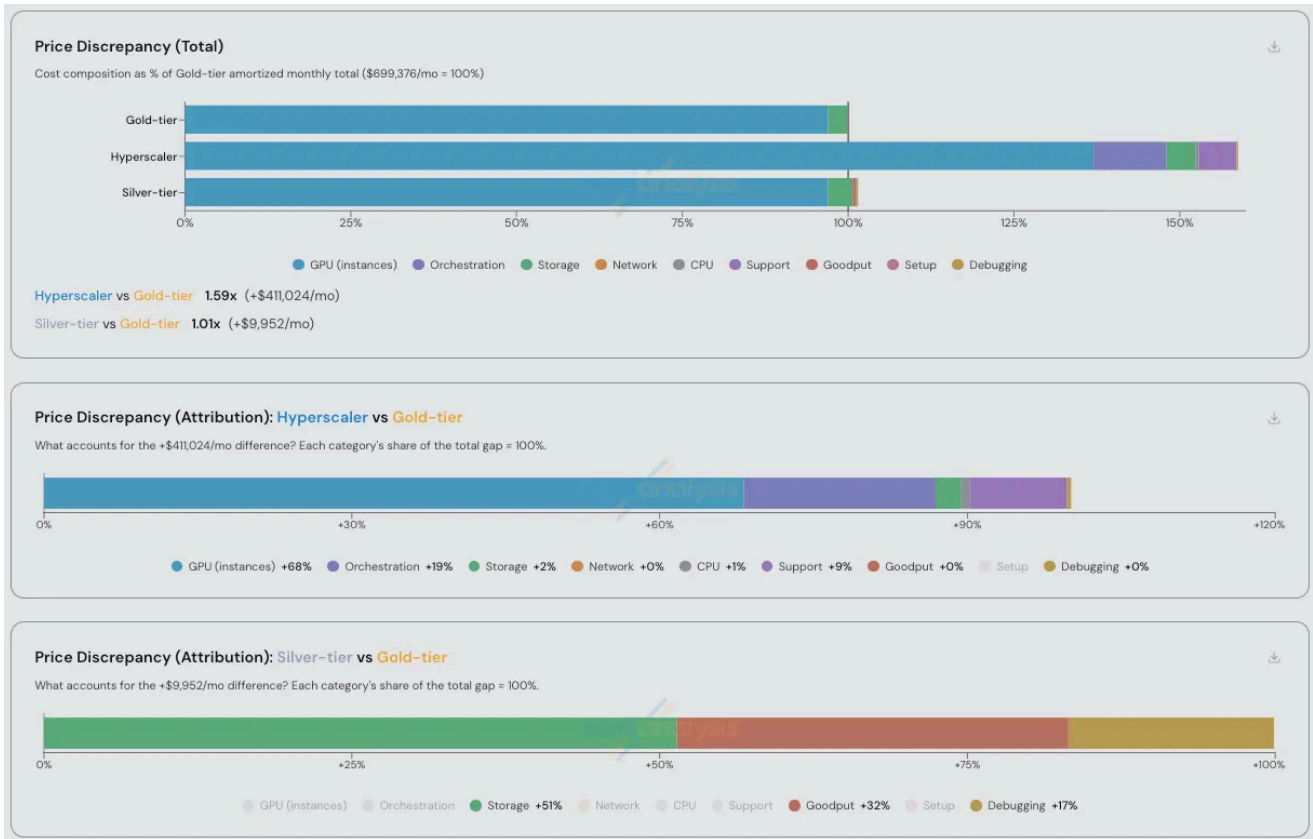 Price Discrepancy (Total)
Cost composition as % of Gold-tier amortized monthly total ($699,376/mo = 100%)
Gold-tier
Hyperscaler
Silver-tier
0% 25% 50% 75% 100% 125% 150%
GPU (instances) Orchestration Storage Network CPU Support Goodput Setup Debugging
Hyperscaler vs Gold-tier 1.59x (+$411,024/mo)
Silver-tier vs Gold-tier 1.01x (+$9,952/mo)
Price Discrepancy (Attribution): Hyperscaler vs Gold-tier
What accounts for the +$411,024/mo difference? Each category's share of the total gap = 100%.
0% +30% +60% +90% +120%
GPU (instances) +68% Orchestration +19% Storage +2% Network +0% CPU +1% Support +9% Goodput +0% Setup Debugging +0%
Price Discrepancy (Attribution): Silver-tier vs Gold-tier
What accounts for the +$9,952/mo difference? Each category's share of the total gap = 100%.
0% +25% +50% +75% +100%
GPU (instances) Orchestration Storage +51% Network CPU Support Goodput +32% Setup Debugging +17%